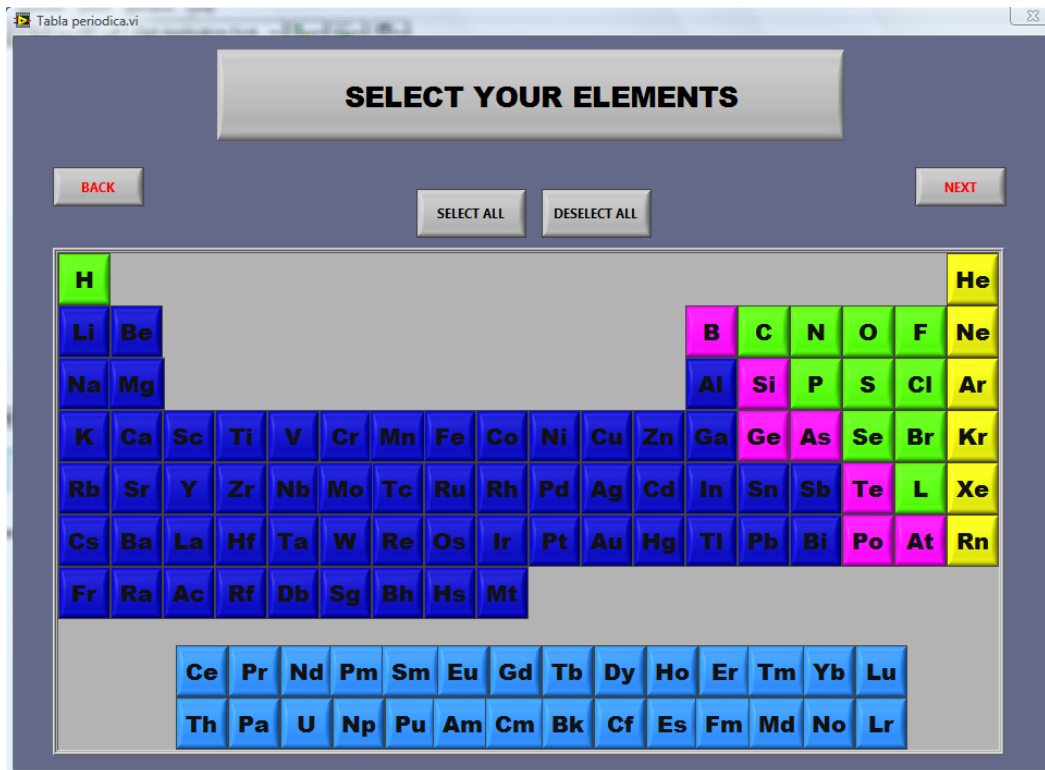 Tabla periodica.vi
SELECT YOUR ELEMENTS
BACK
NEXT
SELECT ALL
DESELECT ALL
H He
Li Be B C N O F Ne
Na Mg Al Si P S Cl Ar
K Ca Sc Ti V Cr Mn Fe Co Ni Cu Zn Ga Ge As Se Br Kr
Rb Sr Y Zr Nb Mo Tc Ru Rh Pd Ag Cd In Sn Sb Te L Xe
Cs Ba La Hf Ta W Re Os Ir Pt Au Hg Tl Pb Bi Po At Rn
Fr Ra Ac Rf Db Sg Bh Hs Mt
Ce Pr Nd Pm Sm Eu Gd Tb Dy Ho Er Tm Yb Lu
Th Pa U Np Pu Am Cm Bk Cf Es Fm Md No Lr